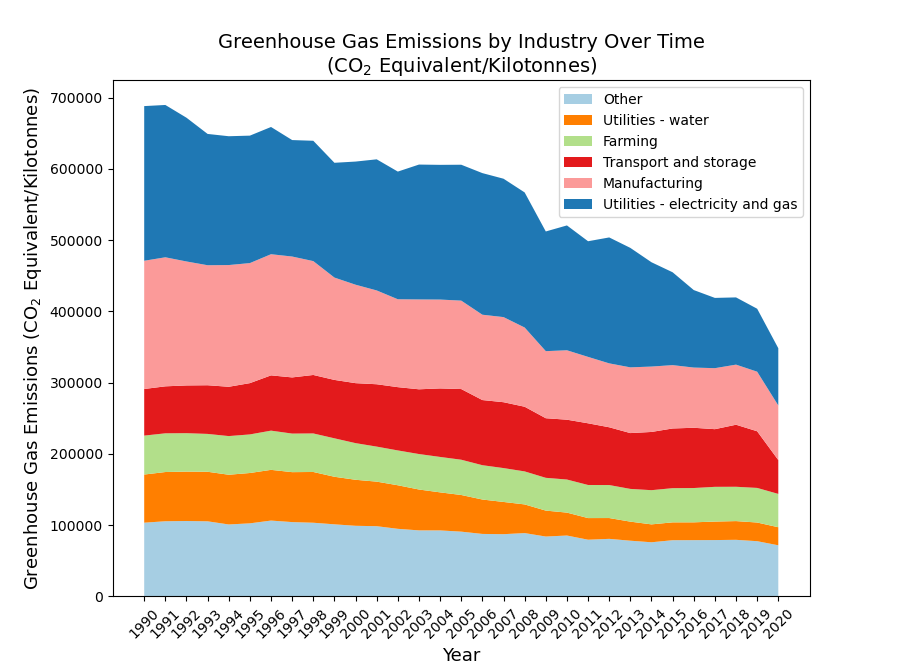 Greenhouse Gas Emissions by Industry Over Time
(CO₂ Equivalent/Kilotonnes)
Greenhouse Gas Emissions (CO₂ Equivalent/Kilotonnes)
700000
600000
500000
400000
300000
200000
100000
0
Other
Utilities - water
Farming
Transport and storage
Manufacturing
Utilities - electricity and gas
1990 1991 1992 1993 1994 1995 1996 1997 1998 1999 2000 2001 2002 2003 2004 2005 2006 2007 2008 2009 2010 2011 2012 2013 2014 2015 2016 2017 2018 2019 2020
Year